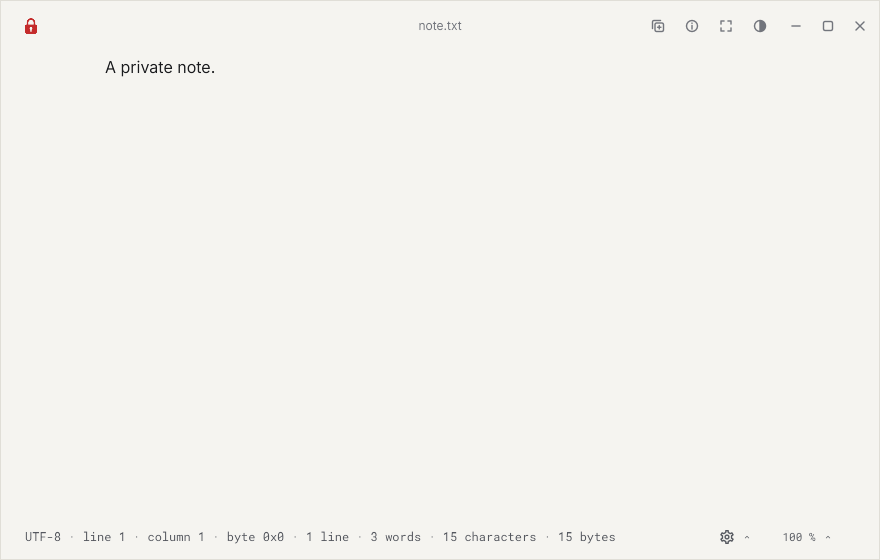 note.txt
A private note.
UTF-8 · line 1 · column 1 · byte 0x0 · 1 line · 3 words · 15 characters · 15 bytes
100 %